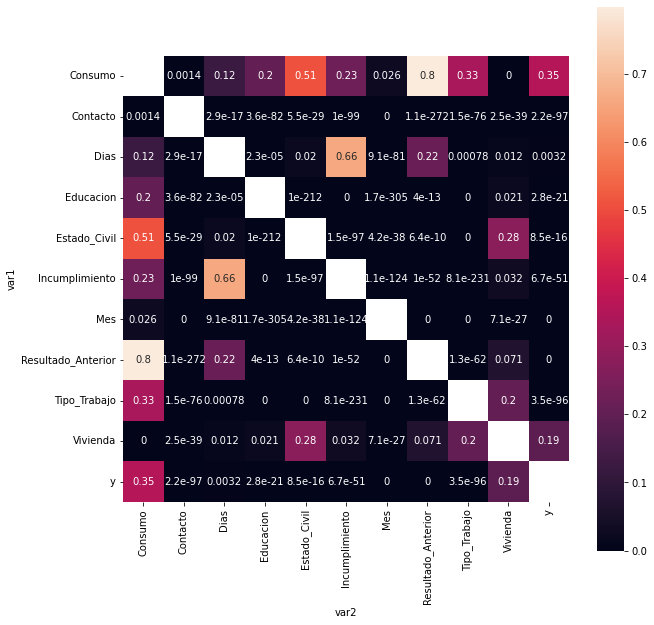 Consumo 0.0014 0.12 0.2 0.51 0.23 0.026 0.8 0.33 0 0.35
Contacto 0.0014 2.9e-17 3.6e-82 5.5e-29 1e-99 0 1.1e-272 1.5e-76 2.5e-39 2.2e-97
Dias 0.12 2.9e-17 2.3e-05 0.02 0.66 9.1e-81 0.22 0.00078 0.012 0.0032
Educacion 0.2 3.6e-82 2.3e-05 1e-212 0 1.7e-305 4e-13 0 0.021 2.8e-21
Estado_Civil 0.51 5.5e-29 0.02 1e-212 1.5e-97 4.2e-38 6.4e-10 0 0.28 8.5e-16
Incumplimiento 0.23 1e-99 0.66 0 1.5e-97 1.1e-124 1e-52 8.1e-231 0.032 6.7e-51
Mes 0.026 0 9.1e-81 1.7e-305 4.2e-38 1.1e-124 0 0 7.1e-27 0
Resultado_Anterior 0.8 1.1e-272 0.22 4e-13 6.4e-10 1e-52 0 1.3e-62 0.071 0
Tipo_Trabajo 0.33 1.5e-76 0.00078 0 0 8.1e-231 0 1.3e-62 0.2 3.5e-96
Vivienda 0 2.5e-39 0.012 0.021 0.28 0.032 7.1e-27 0.071 0.2 0.19
y 0.35 2.2e-97 0.0032 2.8e-21 8.5e-16 6.7e-51 0 0 3.5e-96 0.19
Consumo Contacto Dias Educacion Estado_Civil Incumplimiento Mes Resultado_Anterior Tipo_Trabajo Vivienda y
var2
var1
0.7
0.6
0.5
0.4
0.3
0.2
0.1
0.0